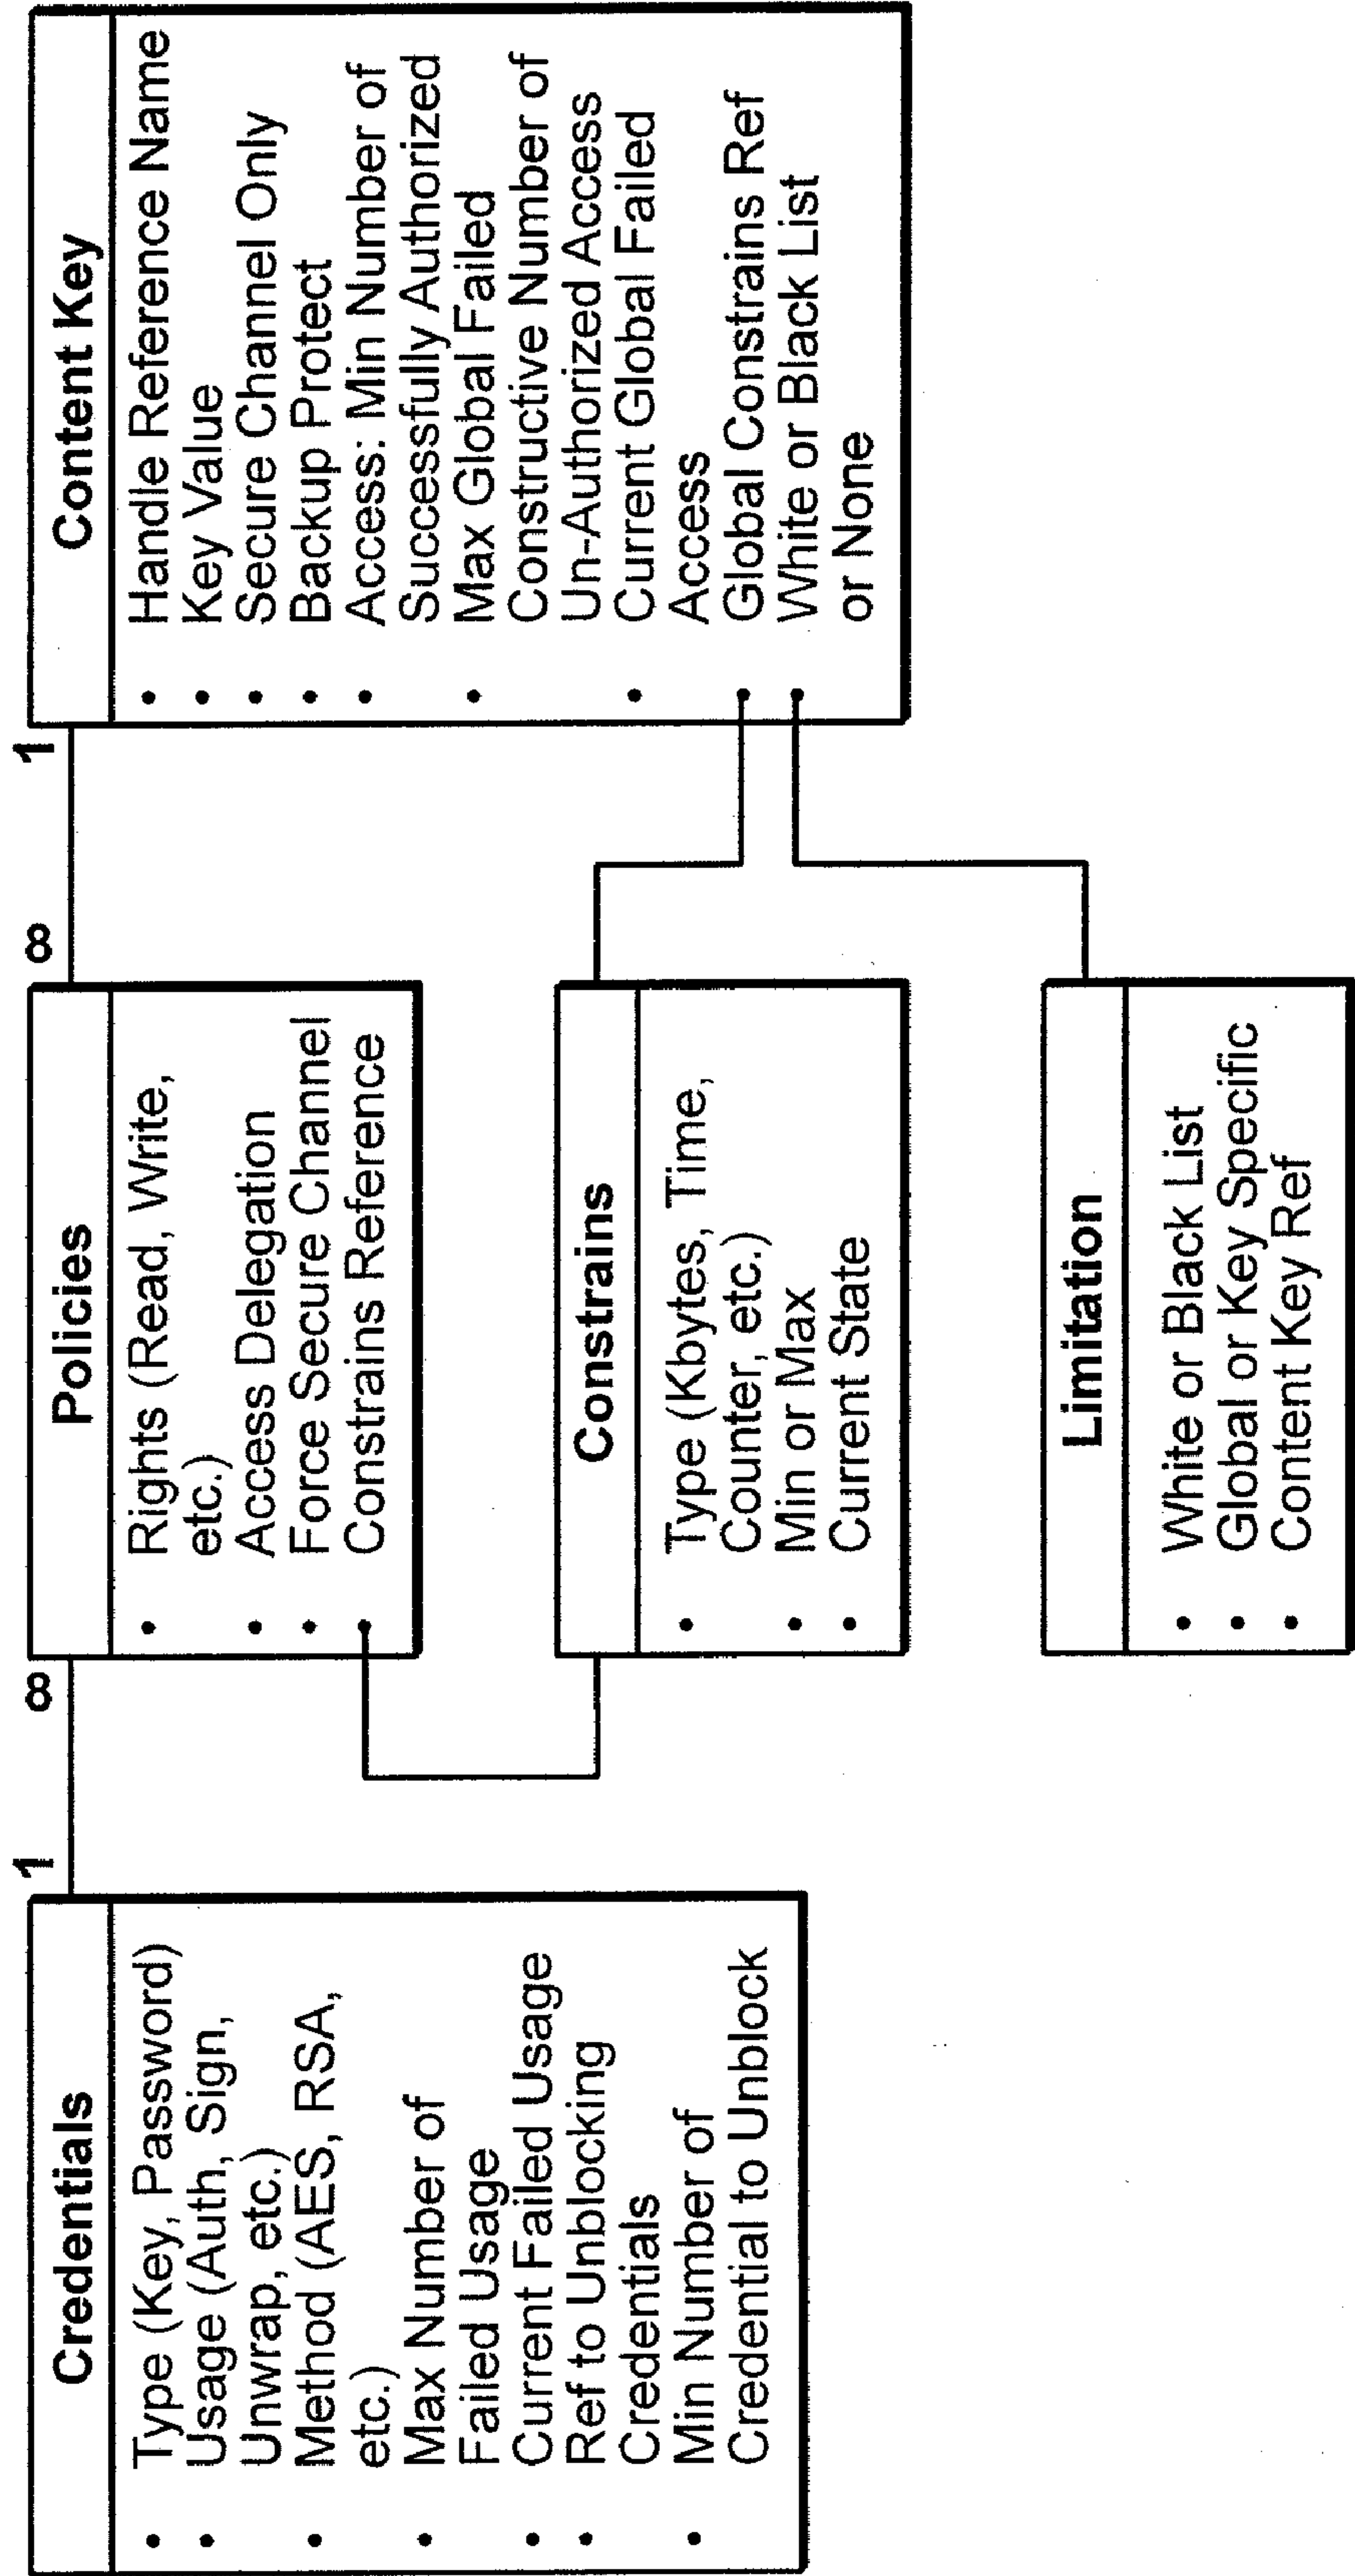 Credentials
• Type (Key, Password)
• Usage (Auth, Sign,
Unwrap, etc.)
• Method (AES, RSA,
etc.)
• Max Number of
Failed Usage
• Current Failed Usage
• Ref to Unblocking
Credentials
• Min Number of
Credential to Unblock
1
∞
Policies
• Rights (Read, Write,
etc.)
• Access Delegation
• Force Secure Channel
• Constrains Reference
Constrains
• Type (Kbytes, Time,
Counter, etc.)
• Min or Max
• Current State
Limitation
• White or Black List
• Global or Key Specific
• Content Key Ref
∞
1
Content Key
• Handle Reference Name
• Key Value
• Secure Channel Only
• Backup Protect
• Access: Min Number of
Successfully Authorized
• Max Global Failed
Constructive Number of
Un-Authorized Access
• Current Global Failed
Access
• Global Constrains Ref
• White or Black List
or None